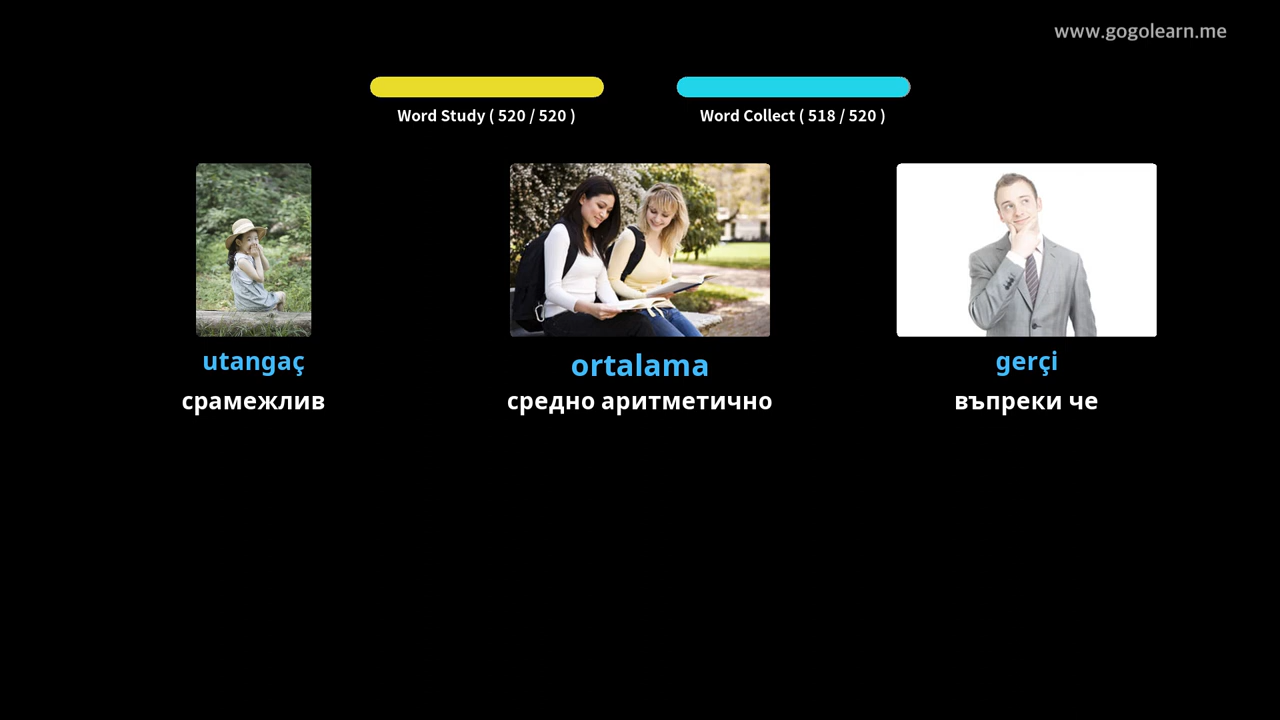 www.gogolearn.me
Word Study ( 520 / 520 )
Word Collect ( 518 / 520 )
utangaç
ortalama
gerçi
срамежлив
средно аритметично
въпреки че